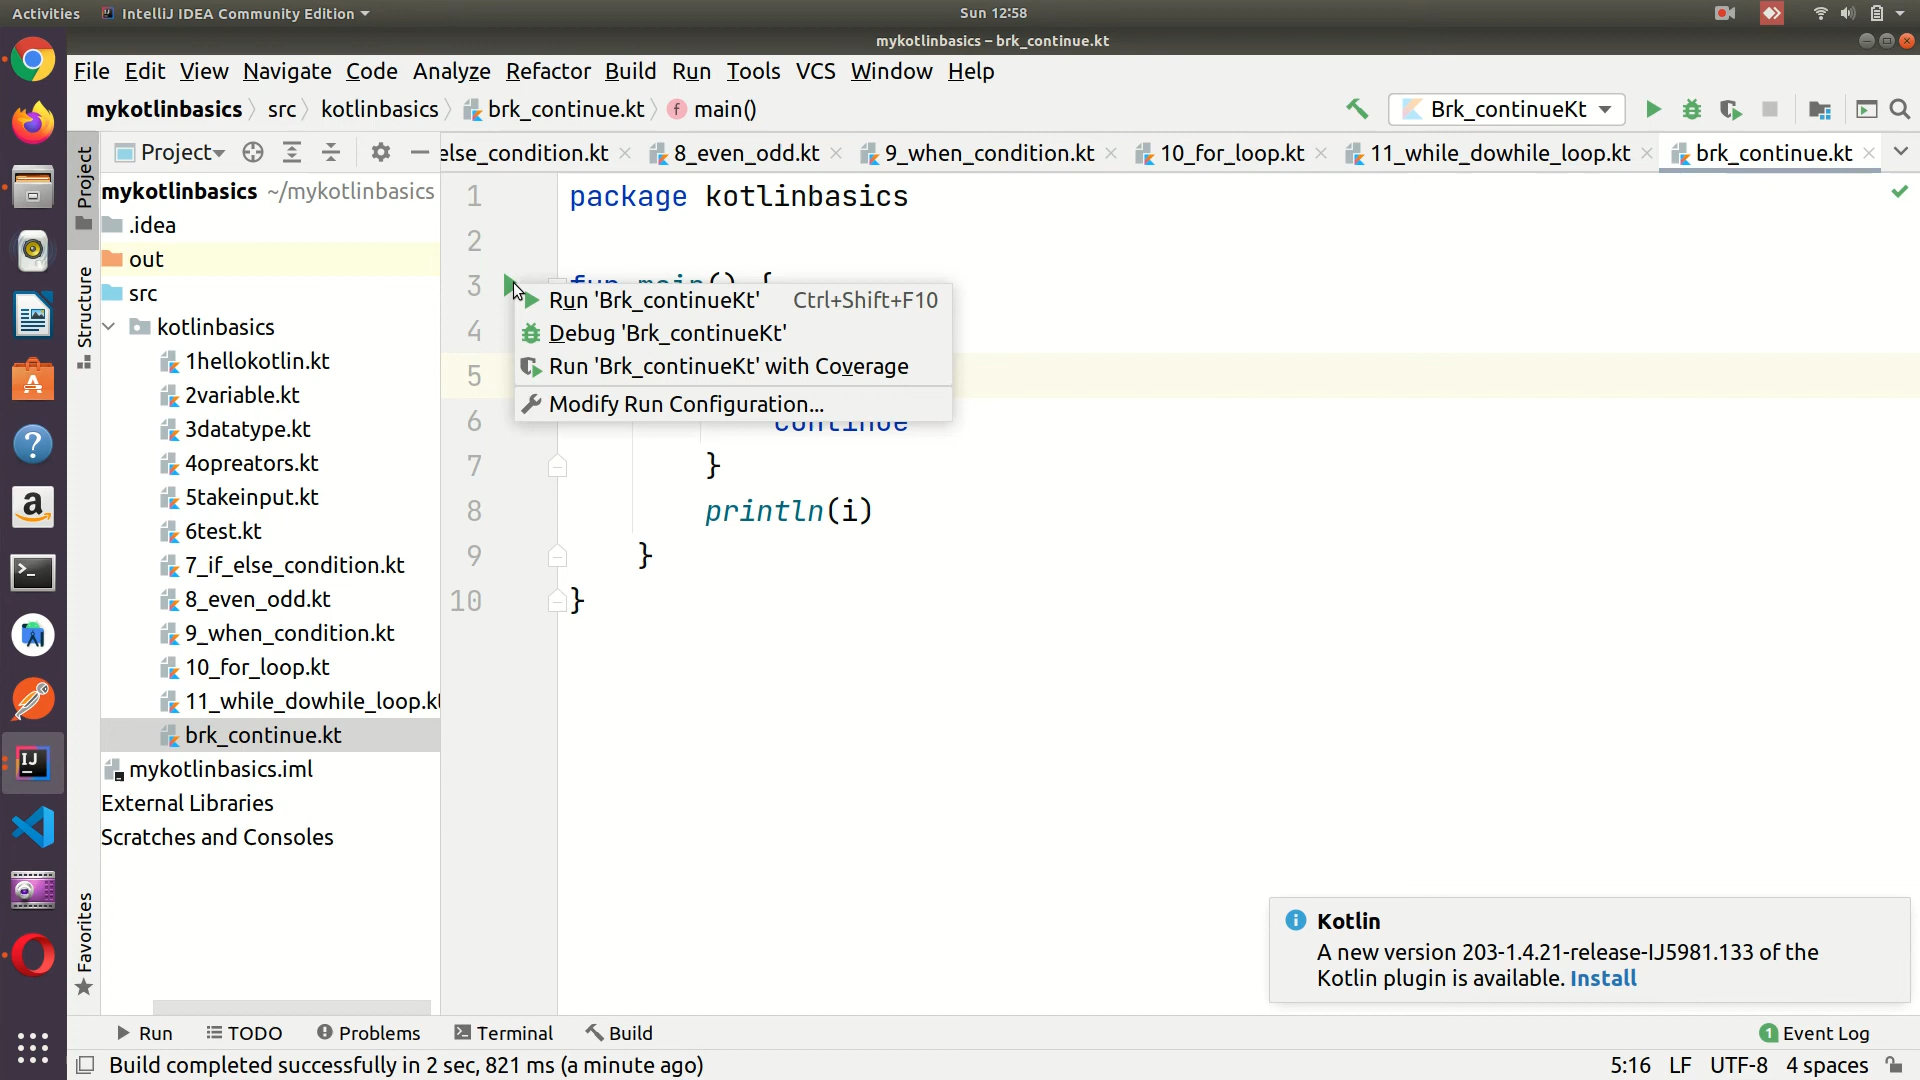 Activities IntelliJ IDEA Community Edition Sun 12:58
mykotlinbasics – brk_continue.kt
File Edit View Navigate Code Analyze Refactor Build Run Tools VCS Window Help
mykotlinbasics src kotlinbasics brk_continue.kt main() Brk_continueKt
Project else_condition.kt 8_even_odd.kt 9_when_condition.kt 10_for_loop.kt 11_while_dowhile_loop.kt brk_continue.kt
Project
Structure
Favorites
mykotlinbasics ~/mykotlinbasics
.idea
out
src
kotlinbasics
1hellokotlin.kt
2variable.kt
3datatype.kt
4opreators.kt
5takeinput.kt
6test.kt
7_if_else_condition.kt
8_even_odd.kt
9_when_condition.kt
10_for_loop.kt
11_while_dowhile_loop.kt
brk_continue.kt
mykotlinbasics.iml
External Libraries
Scratches and Consoles
1 package kotlinbasics
2
3 fun main() {
4
5
6 continue
7 }
8 println(i)
9 }
10 }
Run 'Brk_continueKt' Ctrl+Shift+F10
Debug 'Brk_continueKt'
Run 'Brk_continueKt' with Coverage
Modify Run Configuration...
Kotlin
A new version 203-1.4.21-release-IJ5981.133 of the
Kotlin plugin is available. Install
Run TODO Problems Terminal Build 1 Event Log
Build completed successfully in 2 sec, 821 ms (a minute ago) 5:16 LF UTF-8 4 spaces